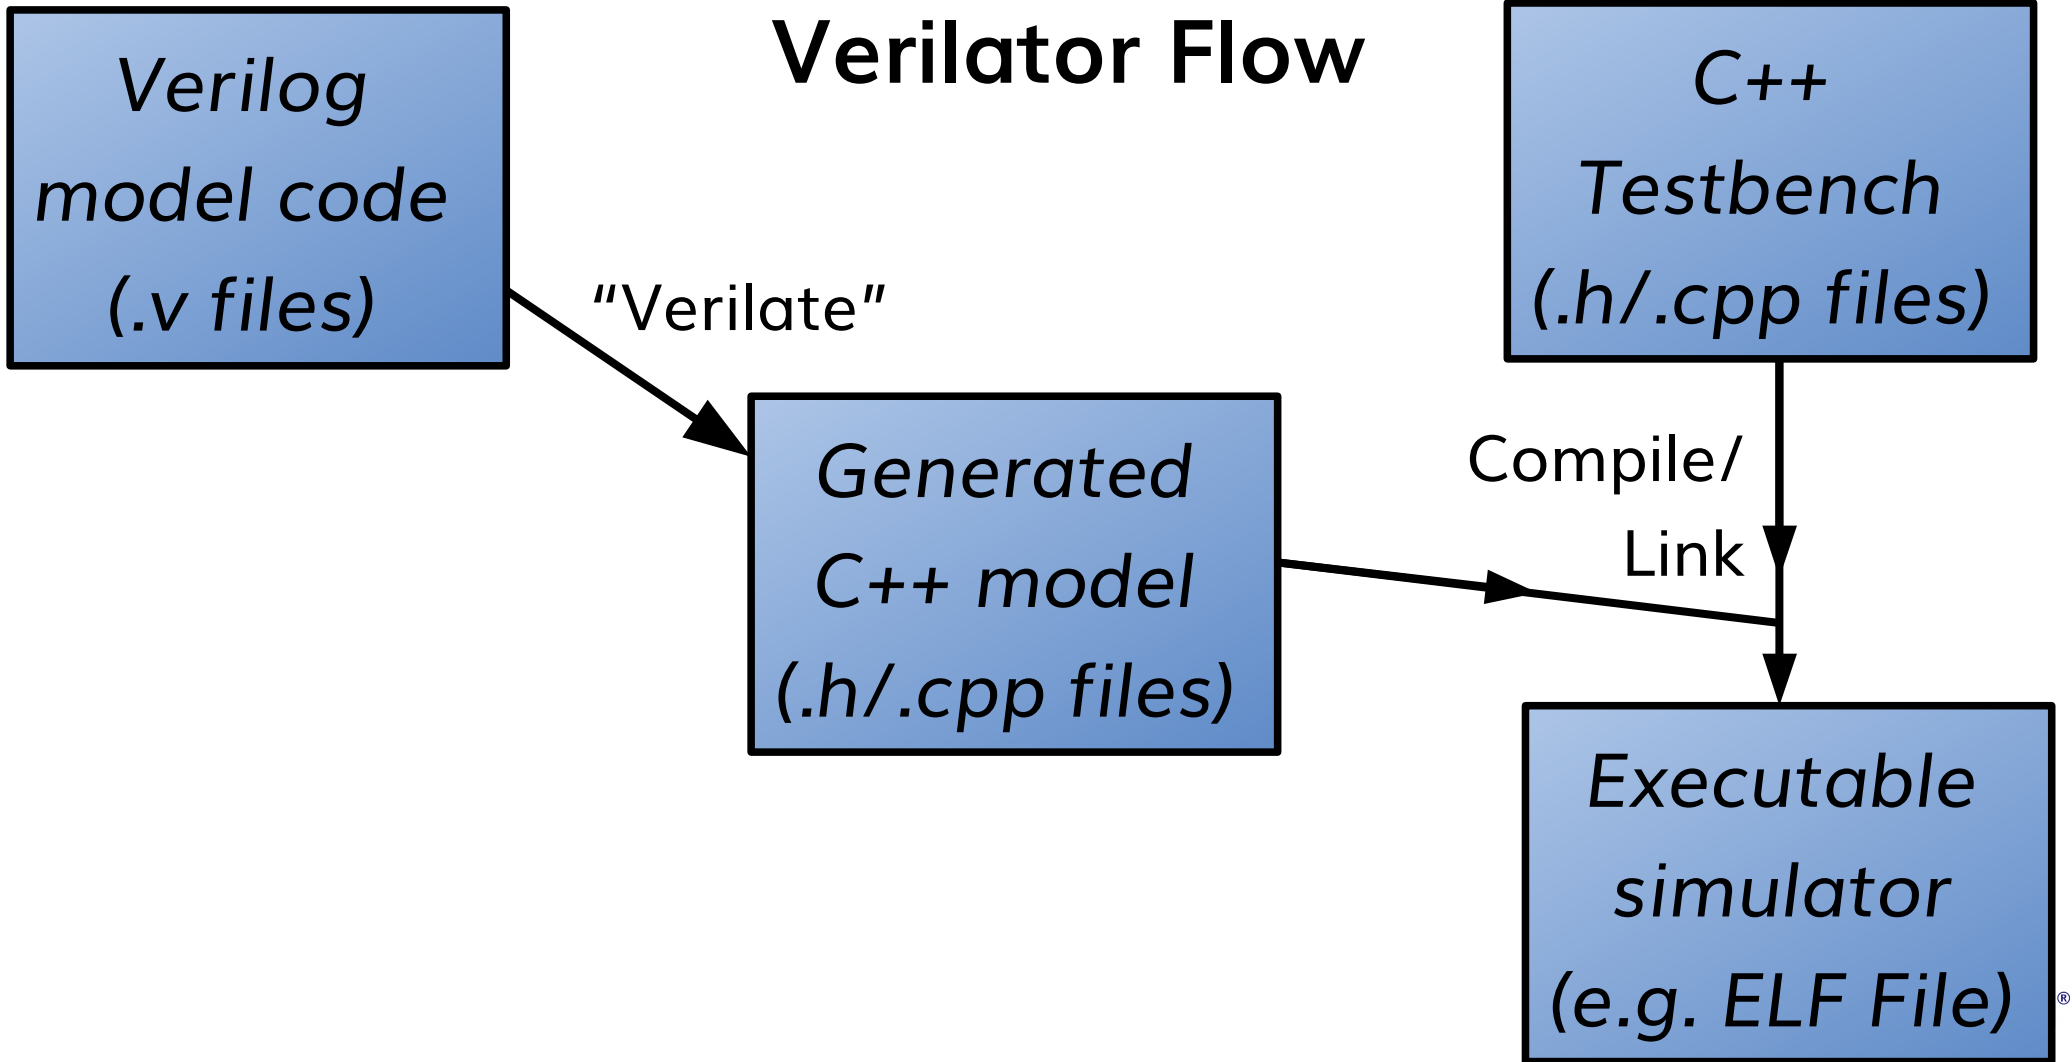 Verilator Flow
Verilog
model code
(.v files)
“Verilate”
Generated
C++ model
(.h/.cpp files)
C++
Testbench
(.h/.cpp files)
Compile/
Link
Executable
simulator
(e.g. ELF File)
®